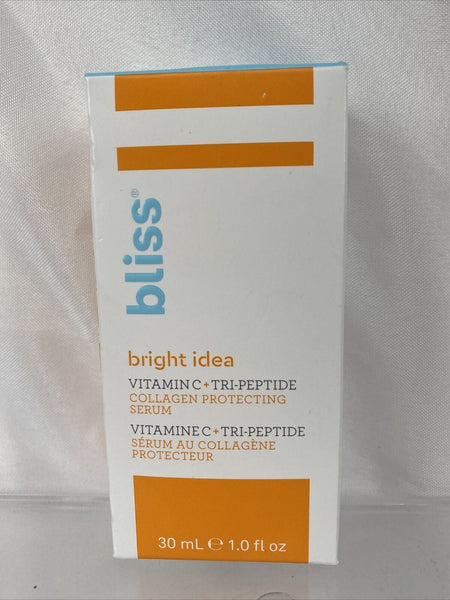 bliss®
bright idea
VITAMIN C + TRI-PEPTIDE
COLLAGEN PROTECTING
SERUM
VITAMINE C + TRI-PEPTIDE
SÉRUM AU COLLAGÈNE
PROTECTEUR
30 mL ℮ 1.0 fl oz